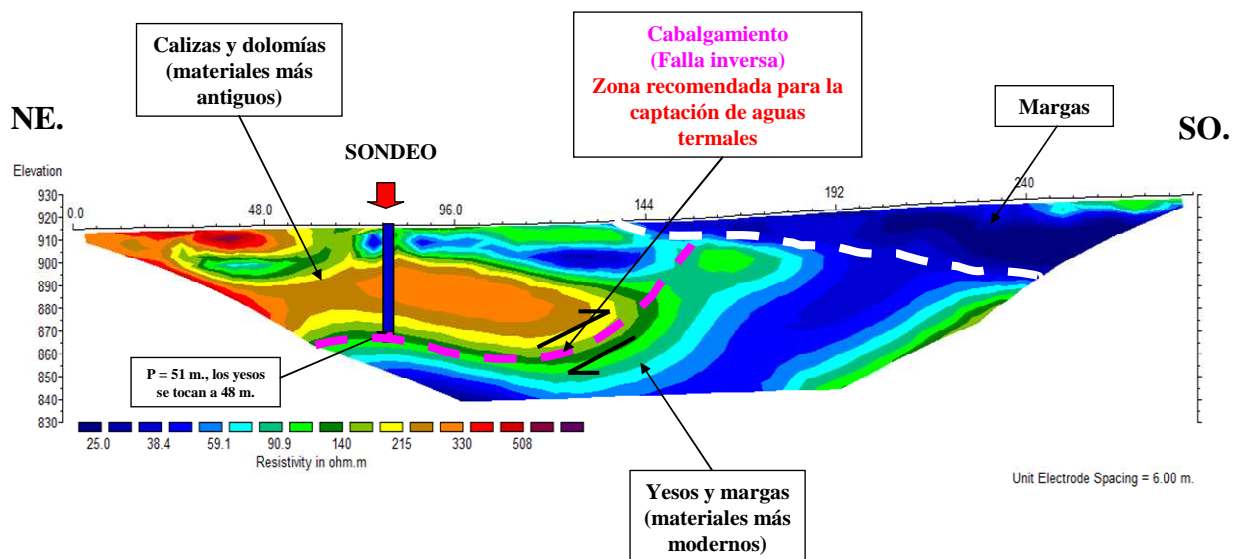 Calizas y dolomías
(materiales más
antiguos)
Cabalgamiento
(Falla inversa)
Zona recomendada para la
captación de aguas
termales
Margas
NE.
SO.
SONDEO
Elevation
930
920
910
900
890
880
870
860
850
840
830
0.0
48.0
96.0
144
192
240
P = 51 m., los yesos
se tocan a 48 m.
25.0 38.4 59.1 90.9 140 215 330 508
Resistivity in ohm.m
Unit Electrode Spacing = 6.00 m.
Yesos y margas
(materiales más
modernos)